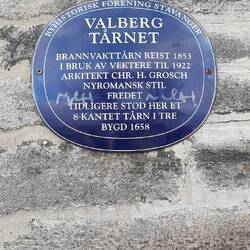 BYHISTORISK FORENING STAVANGER
VALBERG
TÅRNET
BRANNVAKTTÅRN REIST 1853
I BRUK AV VEKTERE TIL 1922
ARKITEKT CHR. H. GROSCH
NYROMANSK STIL
FREDET
TIDLIGERE STOD HER ET
8-KANTET TÅRN I TRE
BYGD 1658